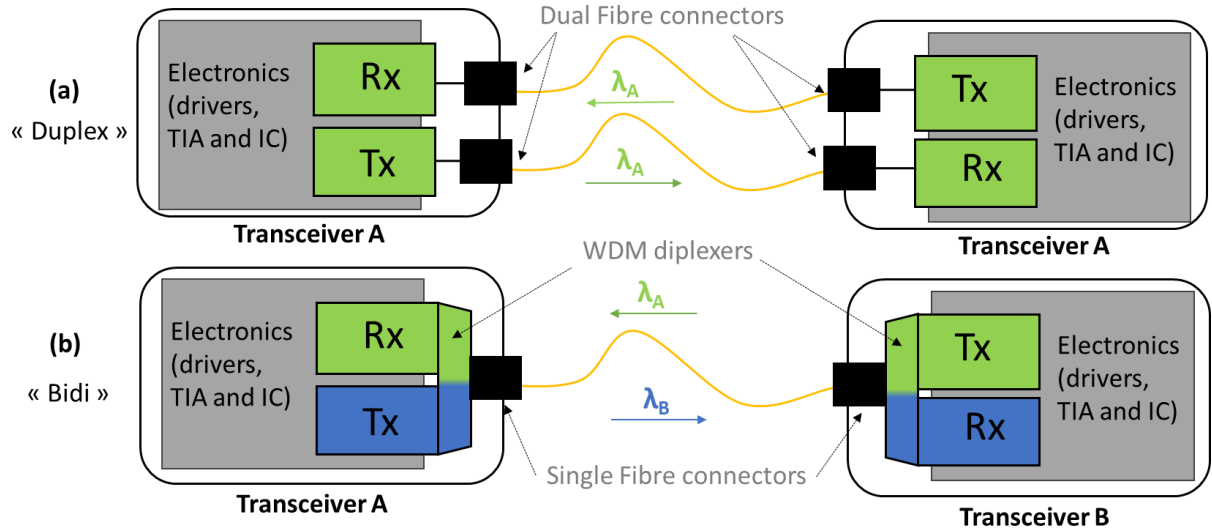 Dual Fibre connectors
(a)
« Duplex »
Electronics
(drivers,
TIA and IC)
Rx
Tx
λA
λA
Tx
Rx
Electronics
(drivers,
TIA and IC)
Transceiver A
Transceiver A
WDM diplexers
(b)
« Bidi »
Electronics
(drivers,
TIA and IC)
Rx
Tx
λA
λB
Tx
Rx
Electronics
(drivers,
TIA and IC)
Single Fibre connectors
Transceiver A
Transceiver B